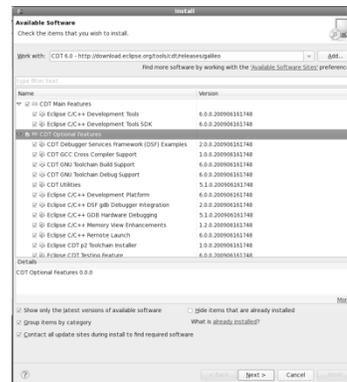 Install
Available Software
Check the items that you wish to install.
Work with: CDT 6.0 - http://download.eclipse.org/tools/cdt/releases/galileo
Add...
Find more software by working with the 'Available Software Sites' preferenc
type filter text
Name Version
CDT Main Features
Eclipse C/C++ Development Tools 6.0.0.200906161748
Eclipse C/C++ Development Tools SDK 6.0.0.200906161748
CDT Optional Features
CDT Debugger Services Framework (DSF) Examples 2.0.0.200906161748
CDT GCC Cross Compiler Support 1.0.0.200906161748
CDT GNU Toolchain Build Support 6.0.0.200906161748
CDT GNU Toolchain Debug Support 6.0.0.200906161748
CDT Utilities 5.1.0.200906161748
Eclipse C/C++ Development Platform 6.0.0.200906161748
Eclipse C/C++ DSF gdb Debugger Integration 2.0.0.200906161748
Eclipse C/C++ GDB Hardware Debugging 5.1.0.200906161748
Eclipse C/C++ Memory View Enhancements 1.2.0.200906161748
Eclipse C/C++ Remote Launch 6.0.0.200906161748
Eclipse CDT p2 Toolchain Installer 1.0.0.200906161748
Eclipse CDT Testing Feature 6.0.0.200906161748
Details
CDT Optional Features 0.0.0
Mor
Show only the latest versions of available software
Hide items that are already installed
Group items by category
What is already installed?
Contact all update sites during install to find required software
< Back
Next >
Cancel